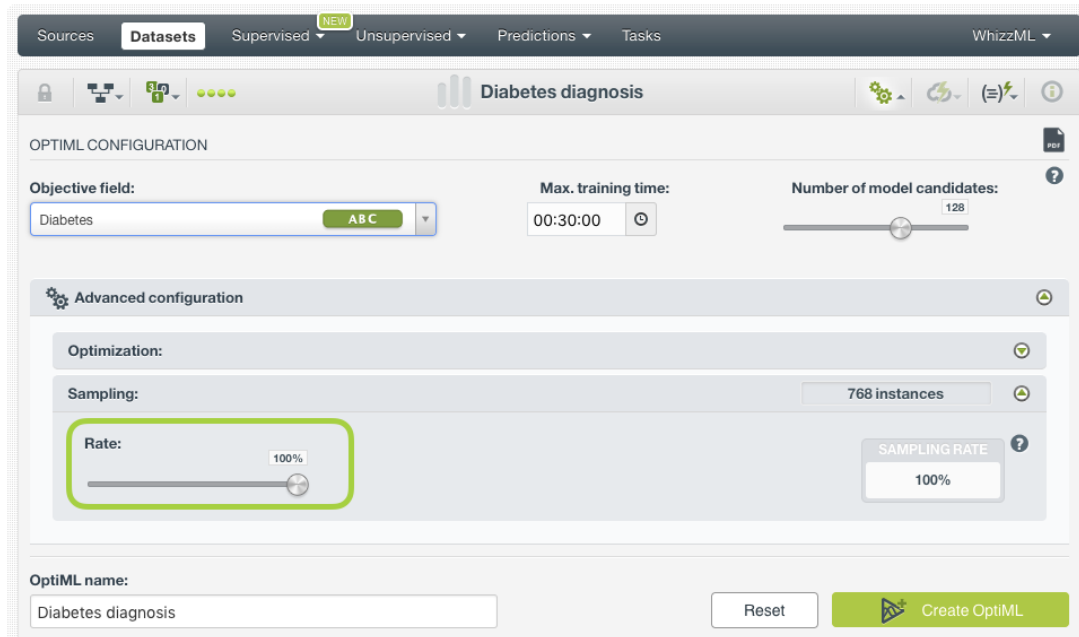 NEW
Sources Datasets Supervised Unsupervised Predictions Tasks WhizzML
Diabetes diagnosis
OPTIML CONFIGURATION
PDF
Objective field: Max. training time: Number of model candidates:
128
Diabetes ABC 00:30:00
Advanced configuration
Optimization:
Sampling: 768 instances
Rate:
100%
SAMPLING RATE
100%
OptiML name:
Diabetes diagnosis Reset Create OptiML